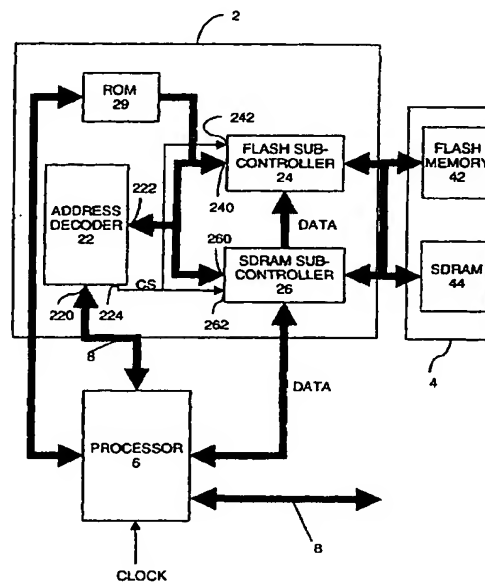 2
ROM
29
242
FLASH SUB-
CONTROLLER
24
FLASH
MEMORY
42
222
240
ADDRESS
DECODER
22
DATA
260
SDRAM SUB-
CONTROLLER
26
SDRAM
44
CS
220
224
262
8
4
DATA
PROCESSOR
6
8
CLOCK